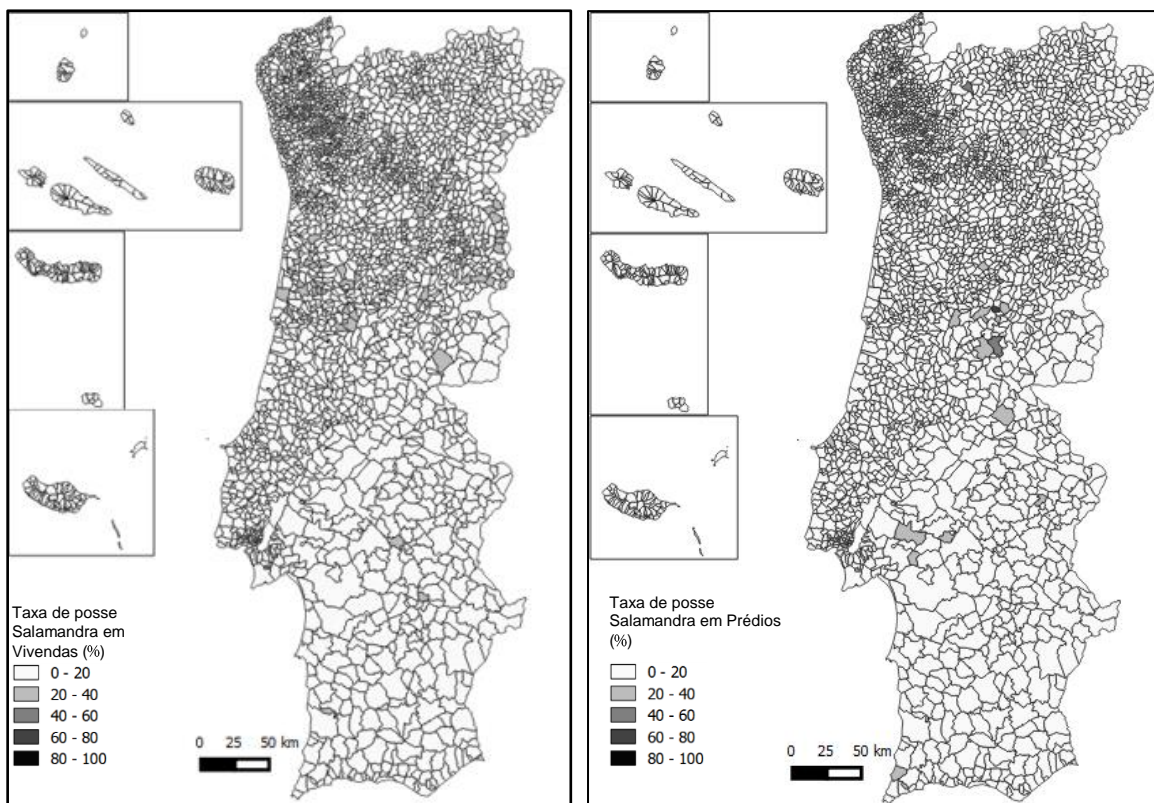 Taxa de posse
Salamandra em
Vivendas (%)
0 - 20
20 - 40
40 - 60
60 - 80
80 - 100
0 25 50 km
Taxa de posse
Salamandra em Prédios
(%)
0 - 20
20 - 40
40 - 60
60 - 80
80 - 100
0 25 50 km